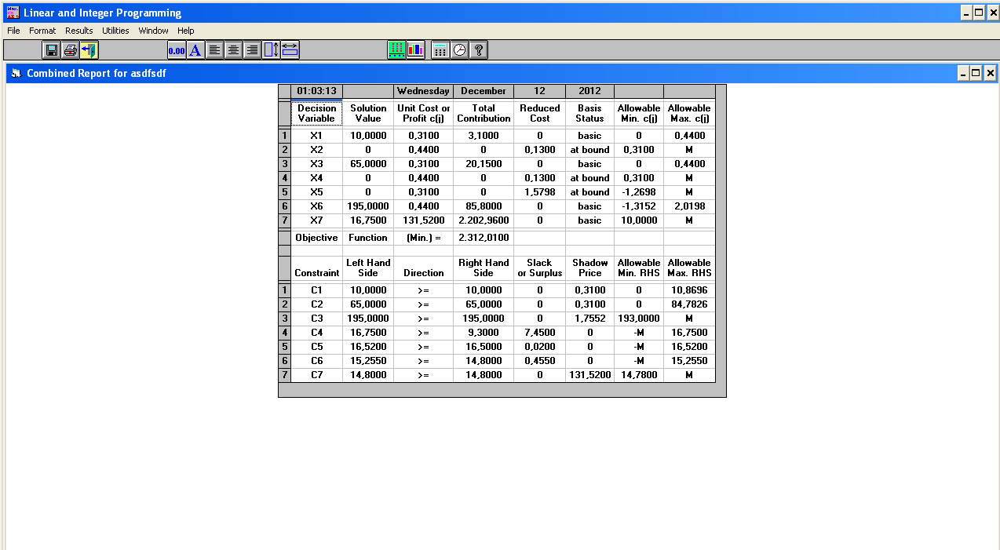 Linear and Integer Programming
File Format Results Utilities Window Help
0.00 A ?
Combined Report for asdfsdf
01:03:13 Wednesday December 12 2012
Decision Solution Unit Cost or Total Reduced Basis Allowable Allowable
Variable Value Profit c(j) Contribution Cost Status Min. c(j) Max. c(j)
1 X1 10,0000 0,3100 3,1000 0 basic 0 0,4400
2 X2 0 0,4400 0 0,1300 at bound 0,3100 M
3 X3 65,0000 0,3100 20,1500 0 basic 0 0,4400
4 X4 0 0,4400 0 0,1300 at bound 0,3100 M
5 X5 0 0,3100 0 1,5798 at bound -1,2698 M
6 X6 195,0000 0,4400 85,8000 0 basic -1,3152 2,0198
7 X7 16,7500 131,5200 2.202,9600 0 basic 10,0000 M
Objective Function (Min.) = 2.312,0100
Left Hand Right Hand Slack Shadow Allowable Allowable
Constraint Side Direction Side or Surplus Price Min. RHS Max. RHS
1 C1 10,0000 >= 10,0000 0 0,3100 0 10,8696
2 C2 65,0000 >= 65,0000 0 0,3100 0 84,7826
3 C3 195,0000 >= 195,0000 0 1,7552 193,0000 M
4 C4 16,7500 >= 9,3000 7,4500 0 -M 16,7500
5 C5 16,5200 >= 16,5000 0,0200 0 -M 16,5200
6 C6 15,2550 >= 14,8000 0,4550 0 -M 15,2550
7 C7 14,8000 >= 14,8000 0 131,5200 14,7800 M